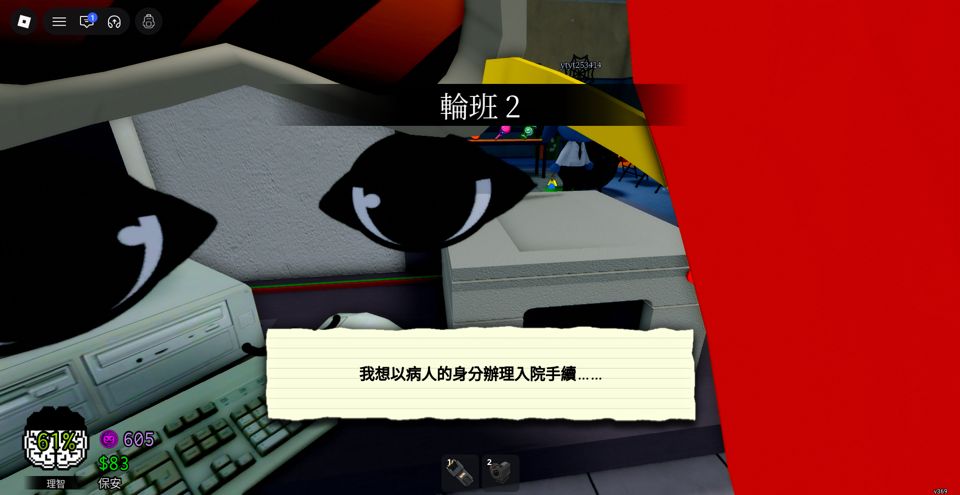 1
ytyt253414
輪班 2
我想以病人的身分辦理入院手續……
61%
605
$83
理智
保安
1
2
v369